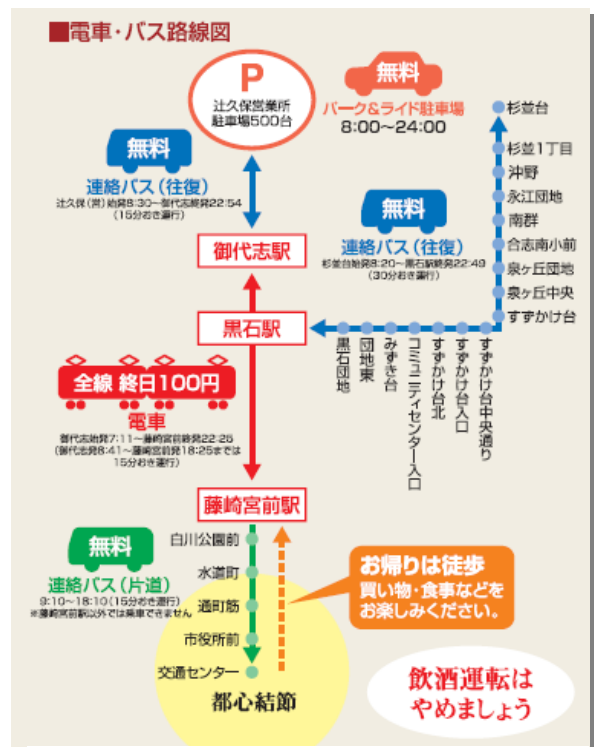 ■電車・バス路線図
P
辻久保営業所
駐車場500台
無料
パーク&ライド駐車場
8:00〜24:00
無料
連絡バス(往復)
辻久保(営)始発8:30〜御代志終発22:54
(15分おき運行)
無料
連絡バス(往復)
杉並台始発8:20〜黒石駅終発22:49
(30分おき運行)
杉並台
杉並1丁目
沖野
永江団地
南群
合志南小前
泉ヶ丘団地
泉ヶ丘中央
すずかけ台
御代志駅
黒石駅
すずかけ台中央通り
すずかけ台入口
すずかけ台北
コミュニティセンター入口
みずき台
団地東
黒石団地
全線 終日100円
電車
御代志始発7:11〜藤崎宮前終発22:25
(御代志発8:41〜藤崎宮前発18:25までは
15分おき運行)
藤崎宮前駅
無料
連絡バス(片道)
9:10〜18:10(15分おき運行)
※藤崎宮前駅以外では乗車できません
白川公園前
水道町
通町筋
市役所前
交通センター
都心結節
お帰りは徒歩
買い物・食事などを
お楽しみください。
飲酒運転は
やめましょう